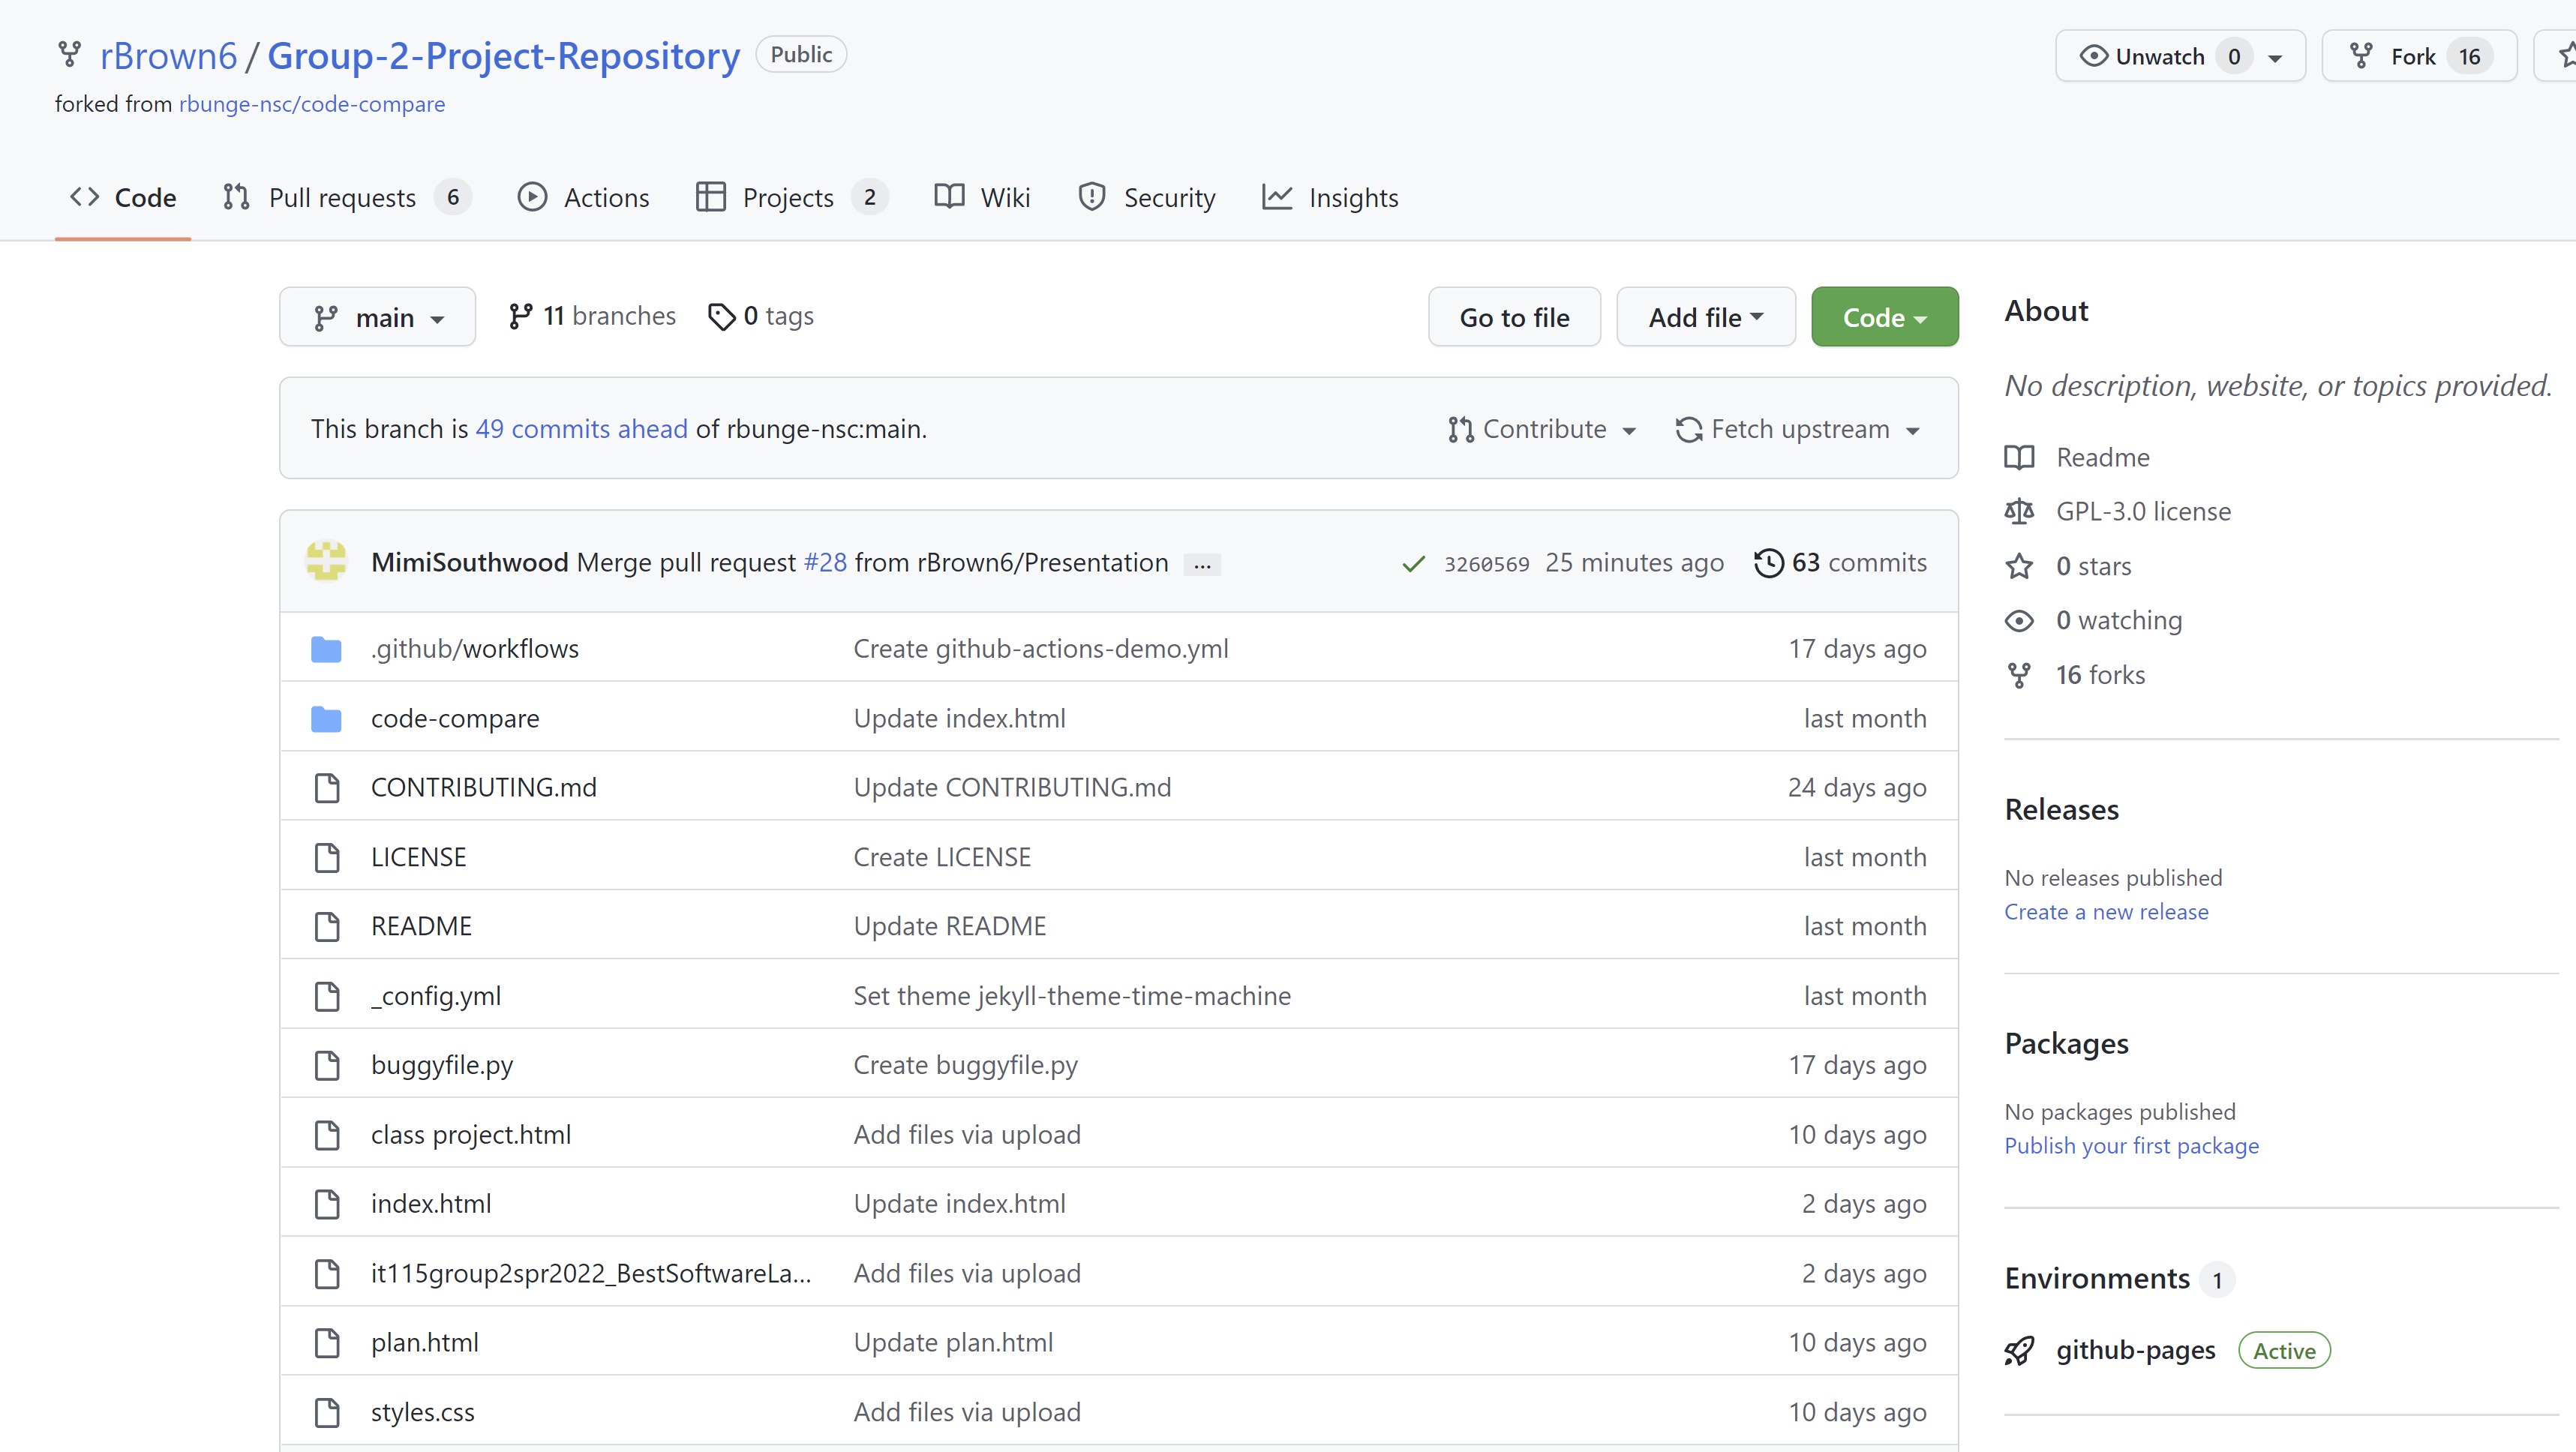 rBrown6 / Group-2-Project-Repository Public
Unwatch 0
Fork 16
forked from rbunge-nsc/code-compare
Code
Pull requests 6
Actions
Projects 2
Wiki
Security
Insights
main
11 branches
0 tags
Go to file
Add file
Code
This branch is 49 commits ahead of rbunge-nsc:main.
Contribute
Fetch upstream
MimiSouthwood Merge pull request #28 from rBrown6/Presentation ... 3260569 25 minutes ago 63 commits
.github/workflows Create github-actions-demo.yml 17 days ago
code-compare Update index.html last month
CONTRIBUTING.md Update CONTRIBUTING.md 24 days ago
LICENSE Create LICENSE last month
README Update README last month
_config.yml Set theme jekyll-theme-time-machine last month
buggyfile.py Create buggyfile.py 17 days ago
class project.html Add files via upload 10 days ago
index.html Update index.html 2 days ago
it115group2spr2022_BestSoftwareLa... Add files via upload 2 days ago
plan.html Update plan.html 10 days ago
styles.css Add files via upload 10 days ago
About
No description, website, or topics provided.
Readme
GPL-3.0 license
0 stars
0 watching
16 forks
Releases
No releases published
Create a new release
Packages
No packages published
Publish your first package
Environments 1
github-pages Active